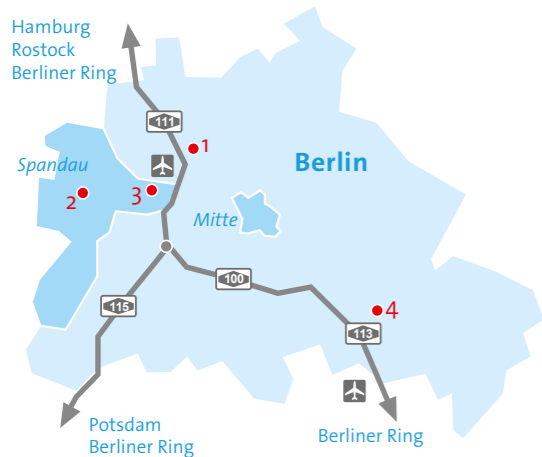 Hamburg
Rostock
Berliner Ring
111
1
Berlin
Spandau
2
3
Mitte
100
115
4
113
Potsdam
Berliner Ring
Berliner Ring